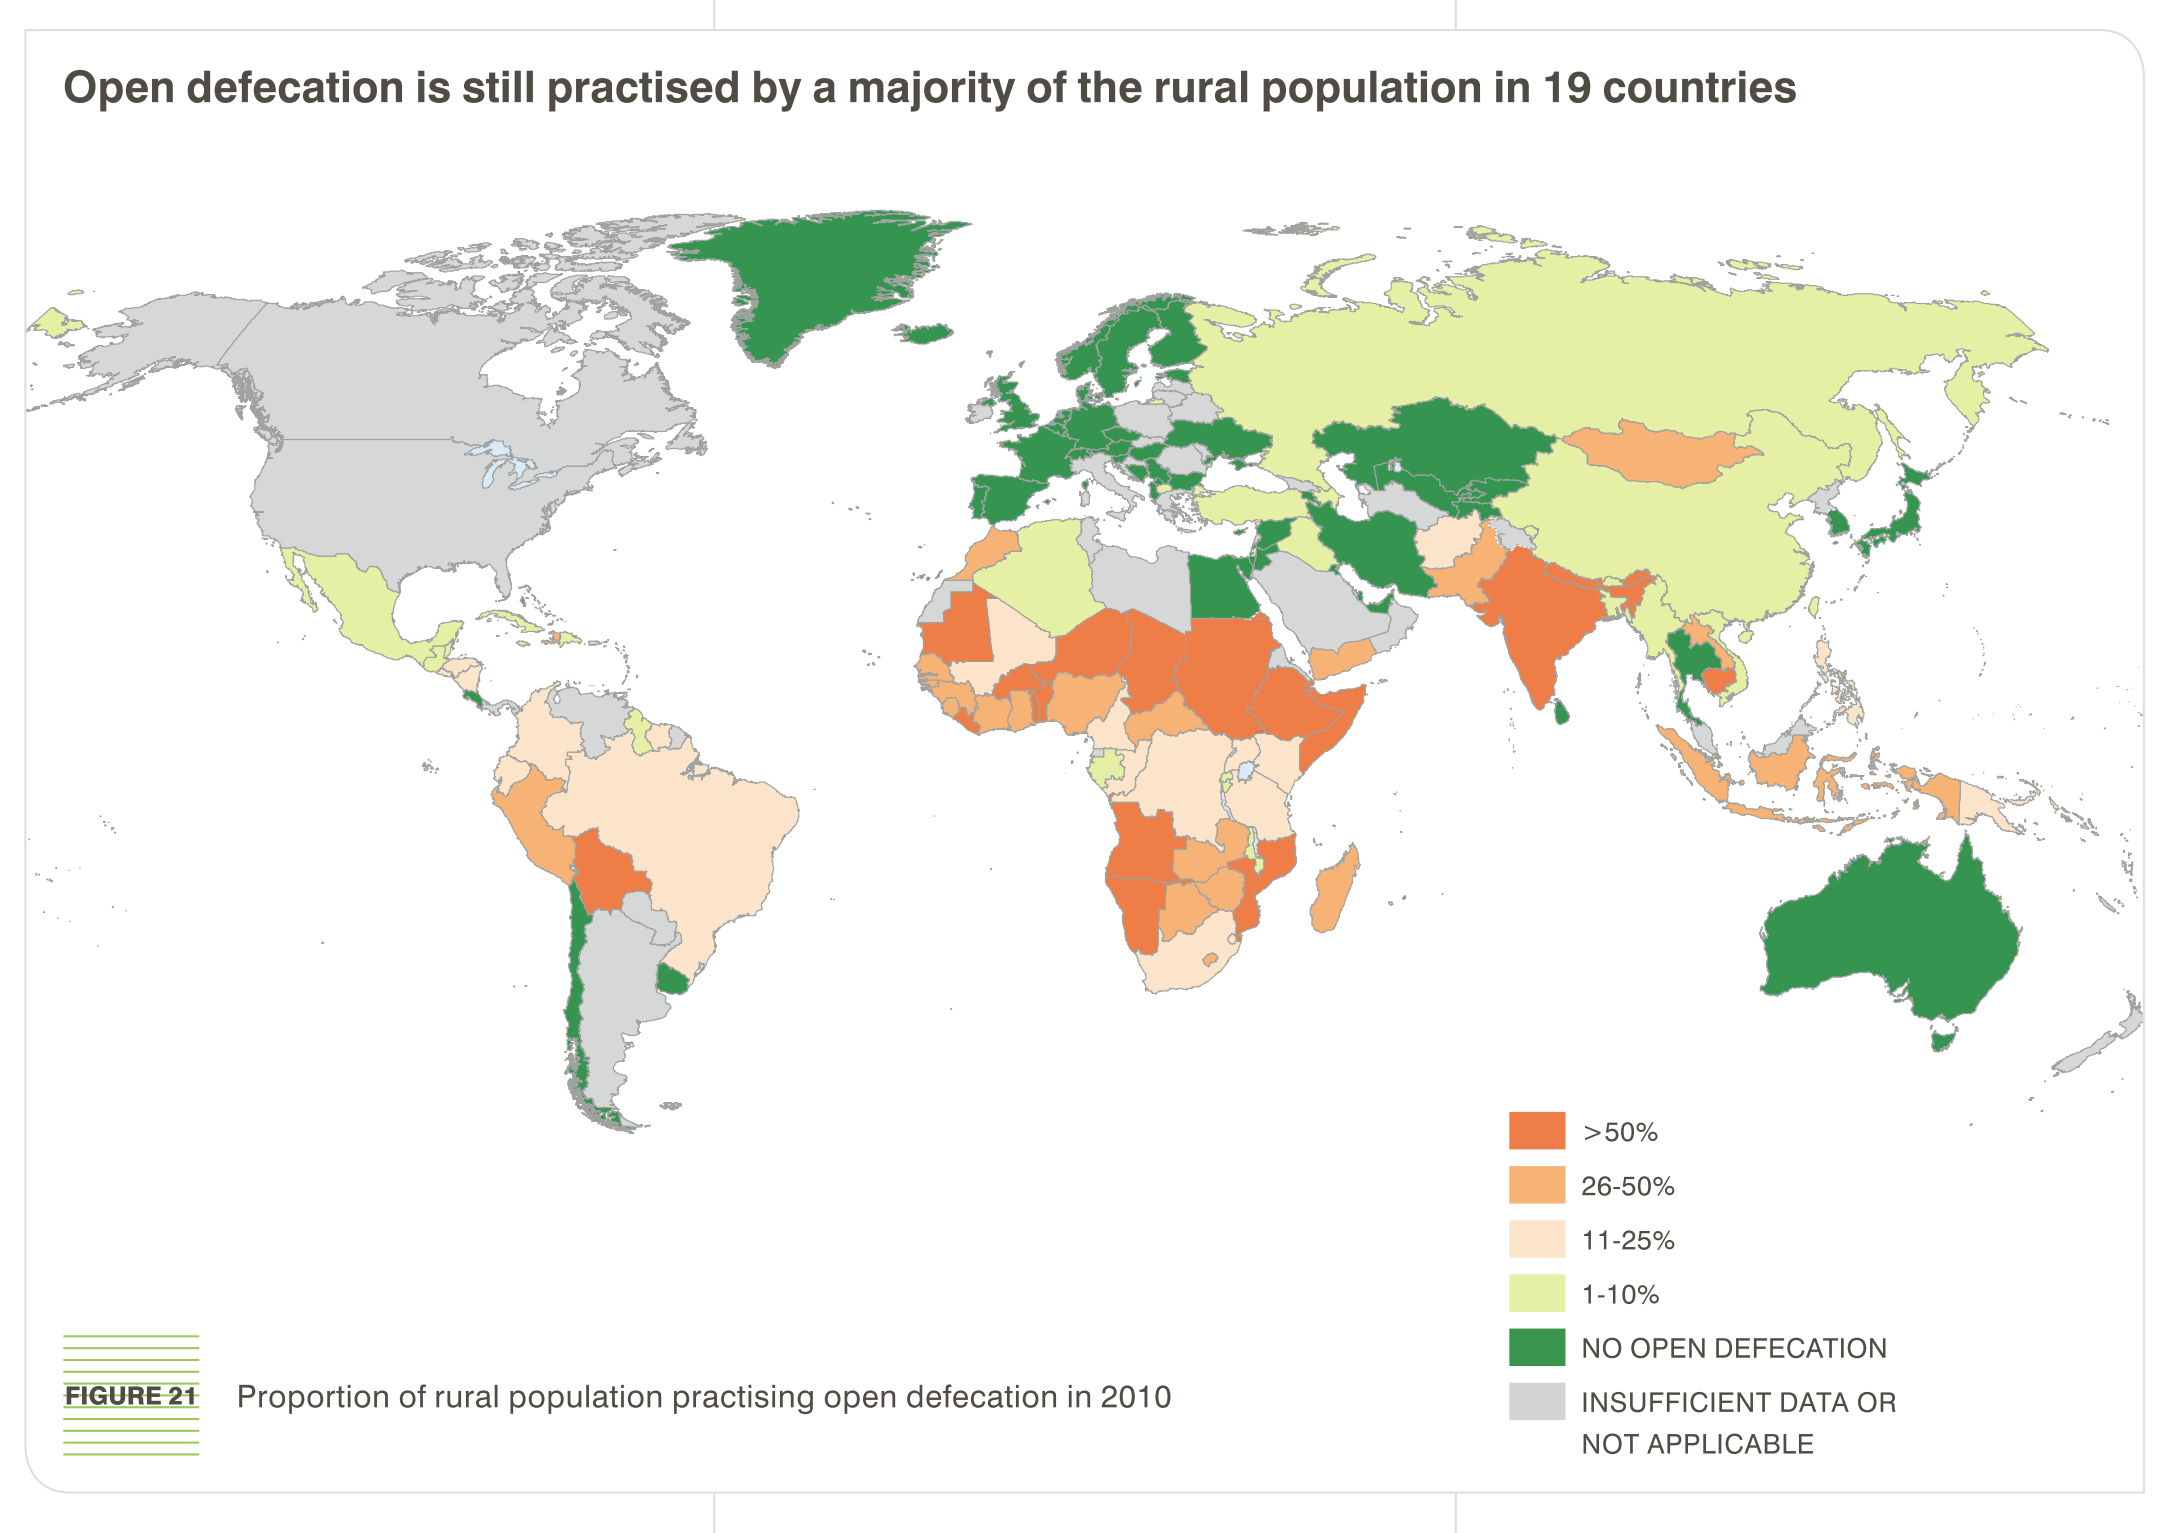 Open defecation is still practised by a majority of the rural population in 19 countries
>50%
26-50%
11-25%
1-10%
NO OPEN DEFECATION
INSUFFICIENT DATA OR
NOT APPLICABLE
FIGURE 21
Proportion of rural population practising open defecation in 2010